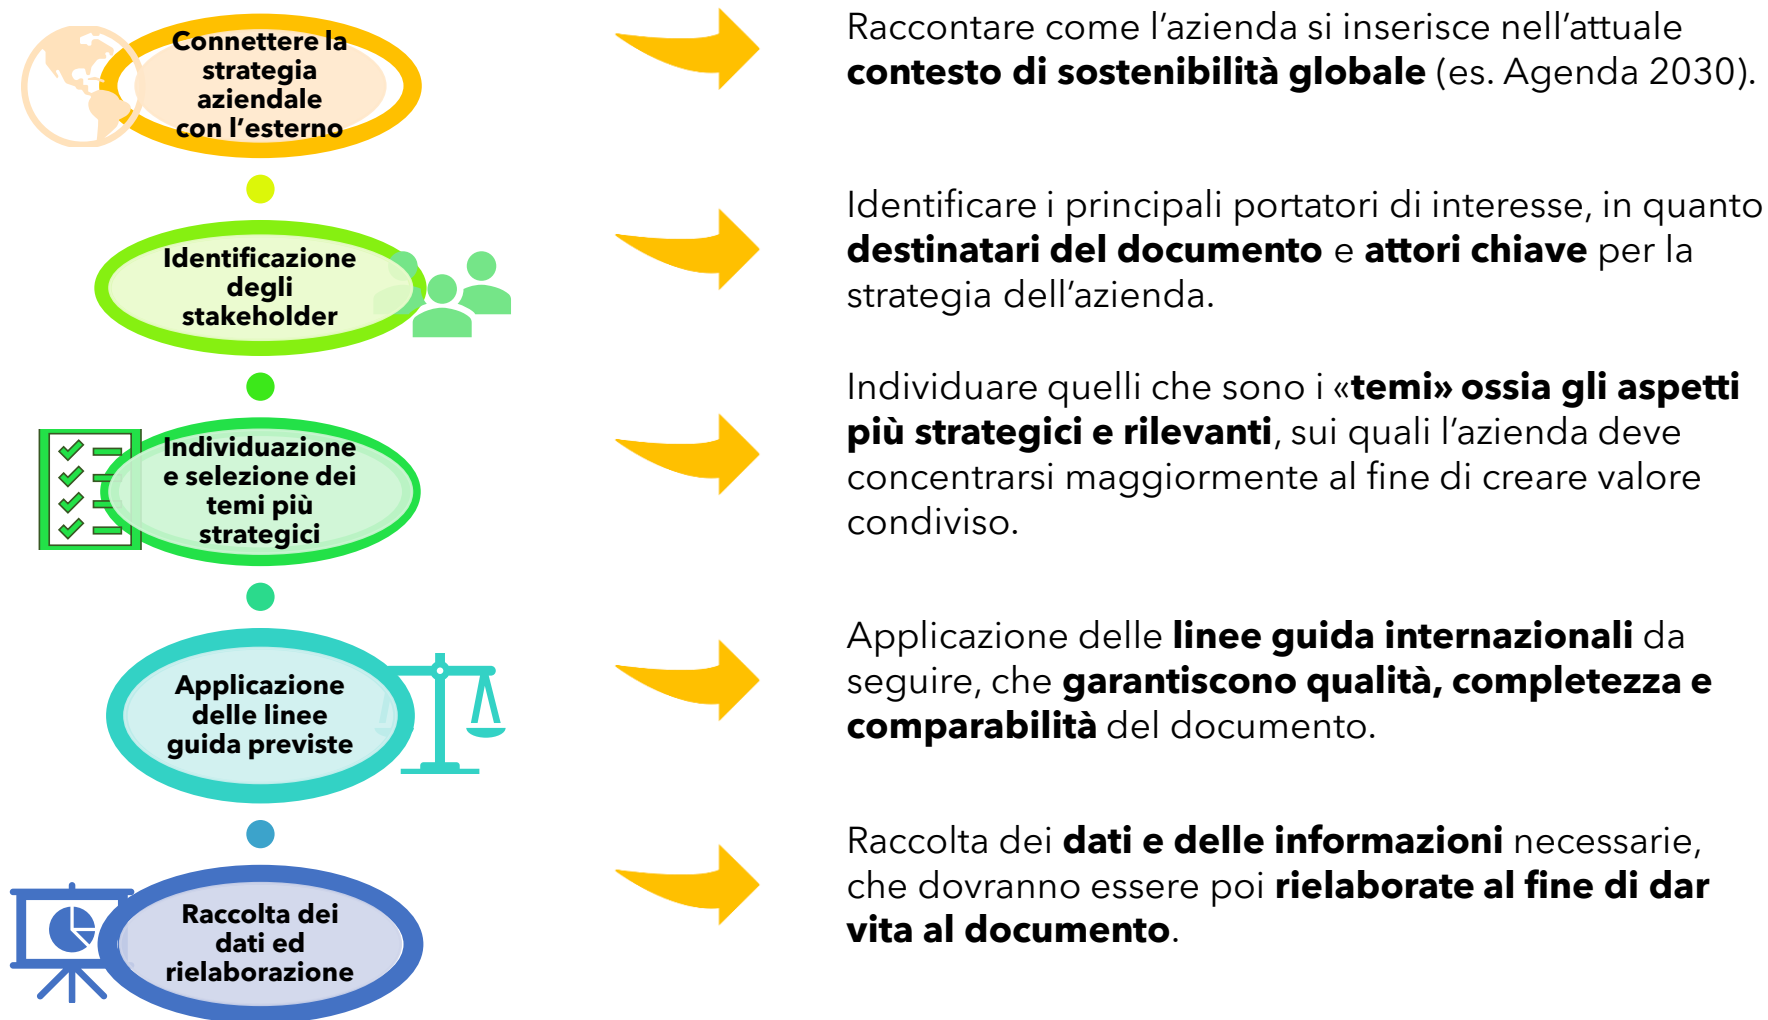 Connettere la
strategia
aziendale
con l’esterno
Raccontare come l’azienda si inserisce nell’attuale
contesto di sostenibilità globale (es. Agenda 2030).
Identificazione
degli
stakeholder
Identificare i principali portatori di interesse, in quanto
destinatari del documento e attori chiave per la
strategia dell’azienda.
Individuazione
e selezione dei
temi più
strategici
Individuare quelli che sono i «temi» ossia gli aspetti
più strategici e rilevanti, sui quali l’azienda deve
concentrarsi maggiormente al fine di creare valore
condiviso.
Applicazione
delle linee
guida previste
Applicazione delle linee guida internazionali da
seguire, che garantiscono qualità, completezza e
comparabilità del documento.
Raccolta dei
dati ed
rielaborazione
Raccolta dei dati e delle informazioni necessarie,
che dovranno essere poi rielaborate al fine di dar
vita al documento.